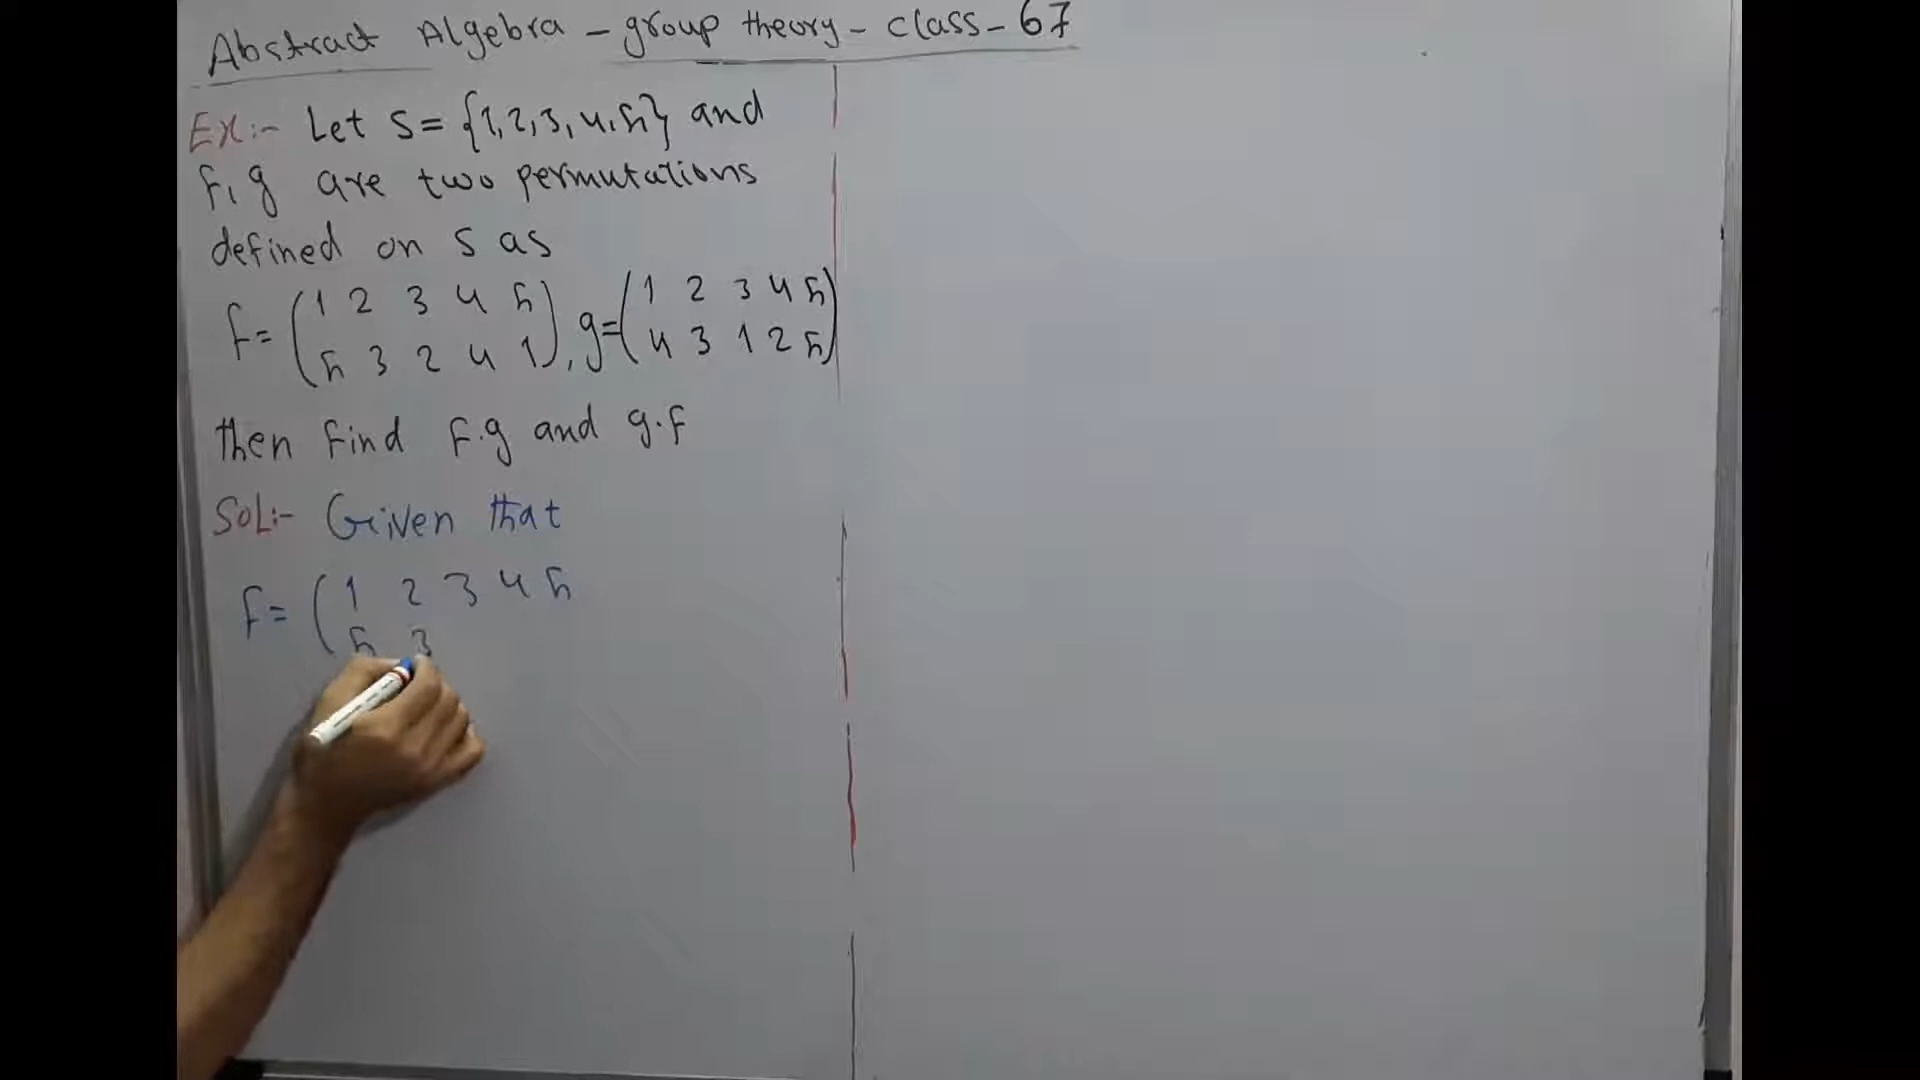 Abstract Algebra - group theory - class - 67
Ex:- Let S = {1, 2, 3, 4, 5} and
f, g are two permutations
defined on S as
f = (1 2 3 4 5), g = (1 2 3 4 5)
(5 3 2 4 1) (4 3 1 2 5)
then find f.g and g.f
Sol:- Given that
f = (1 2 3 4 5
5 3